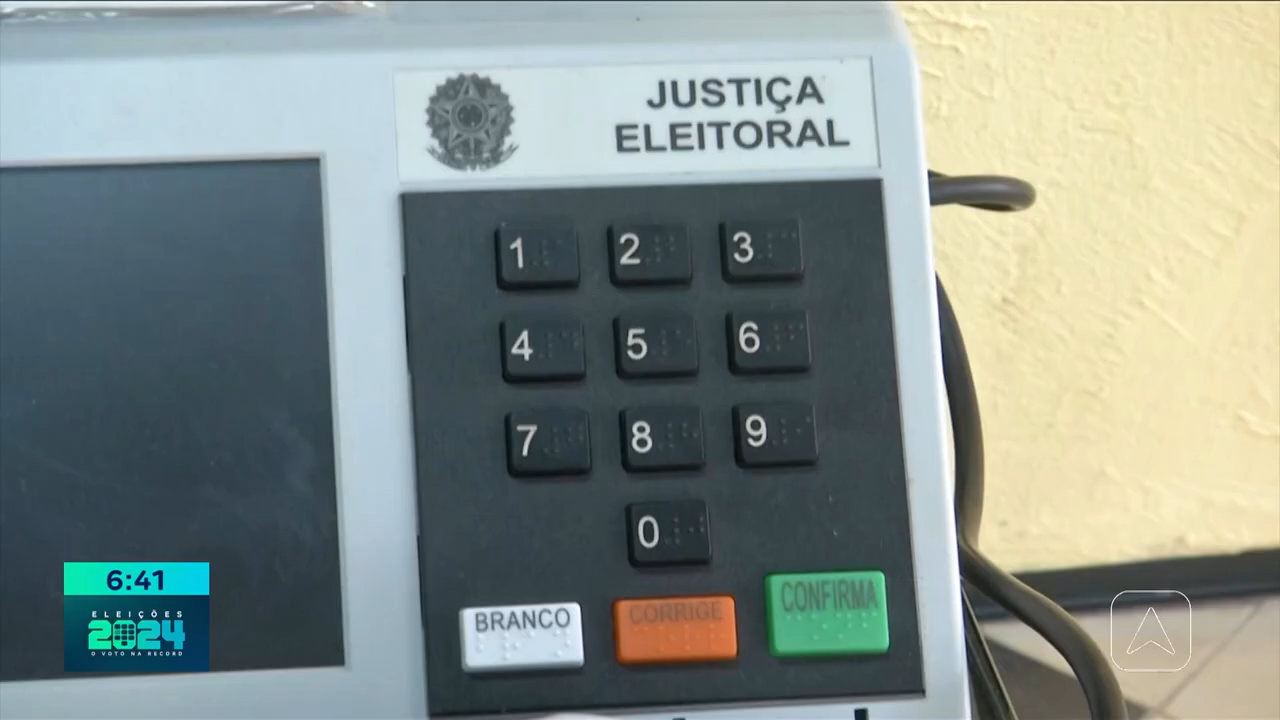 JUSTIÇA
ELEITORAL
1 2 3
4 5 6
7 8 9
0
BRANCO CORRIGE CONFIRMA
6:41
ELEIÇÕES
2024
O VOTO NA RECORD